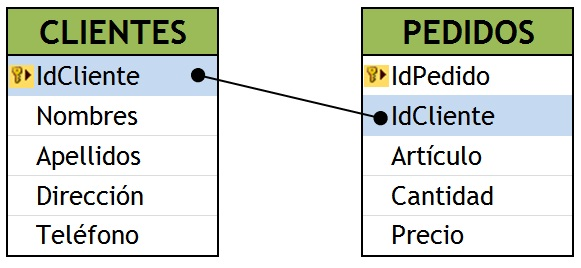 CLIENTES
IdCliente
Nombres
Apellidos
Dirección
Teléfono
PEDIDOS
IdPedido
IdCliente
Artículo
Cantidad
Precio